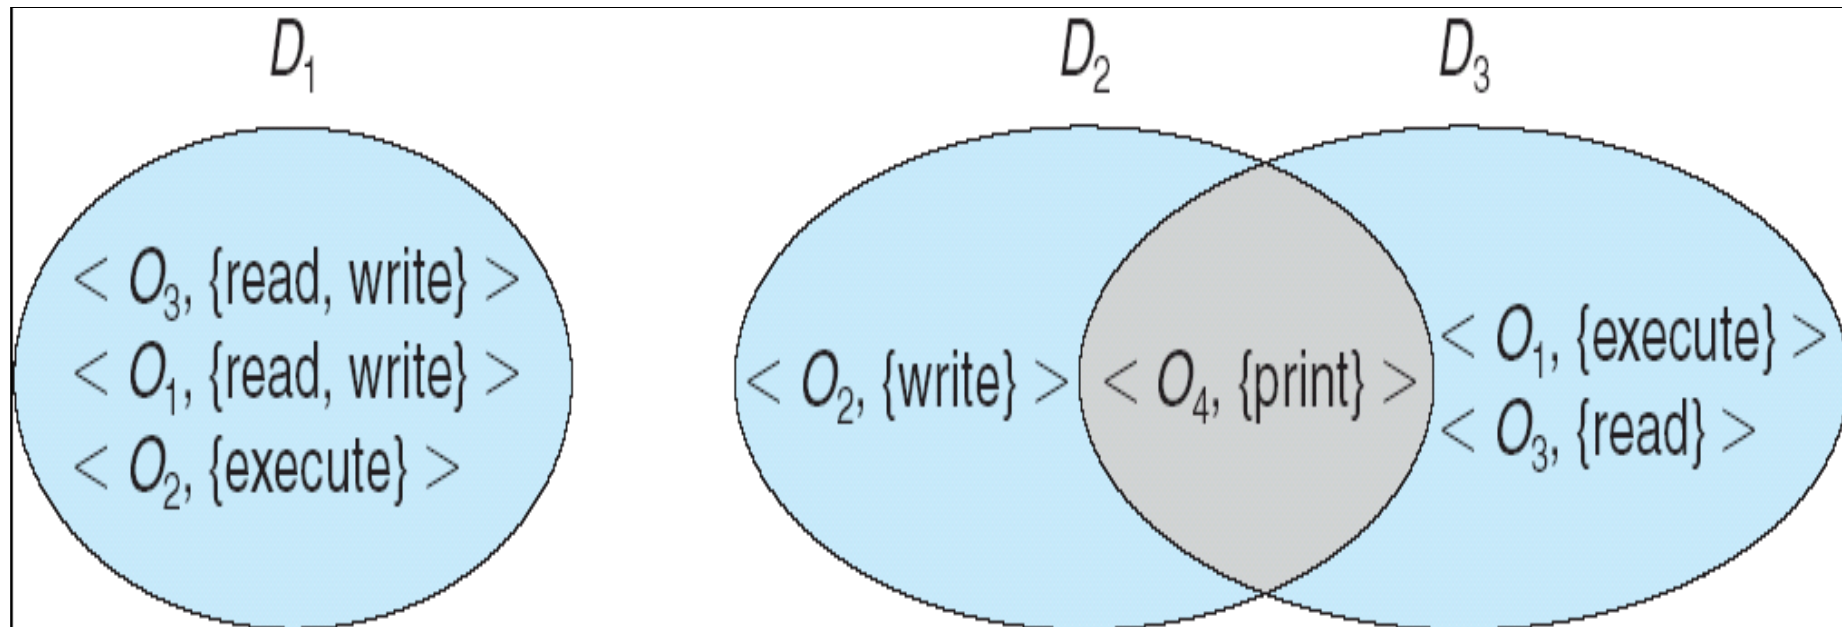 D₁
D₂
D₃
< O₃, {read, write} >
< O₁, {read, write} >
< O₂, {execute} >
< O₂, {write} >
< O₄, {print} >
< O₁, {execute} >
< O₃, {read} >